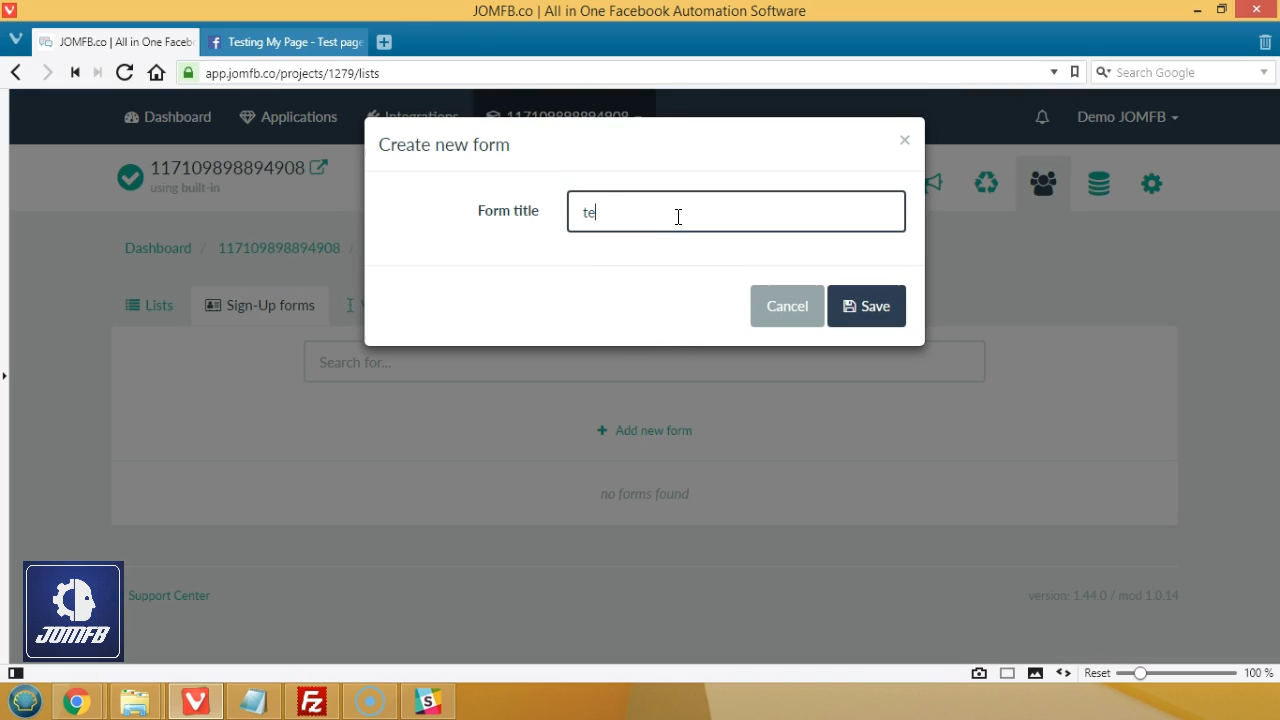 JOMFB.co | All in One Facebook Automation Software
JOMFB.co | All in One Faceb
Testing My Page - Test page
app.jomfb.co/projects/1279/lists
Search Google
Dashboard
Applications
Integrations
117109898894908
Demo JOMFB
Create new form
×
117109898894908
using built-in
Form title
te
Dashboard / 117109898894908 /
Cancel
Save
Lists
Sign-Up forms
Search for...
+ Add new form
no forms found
Support Center
version: 1.44.0 / mod 1.0.14
JOMFB
Reset
100 %